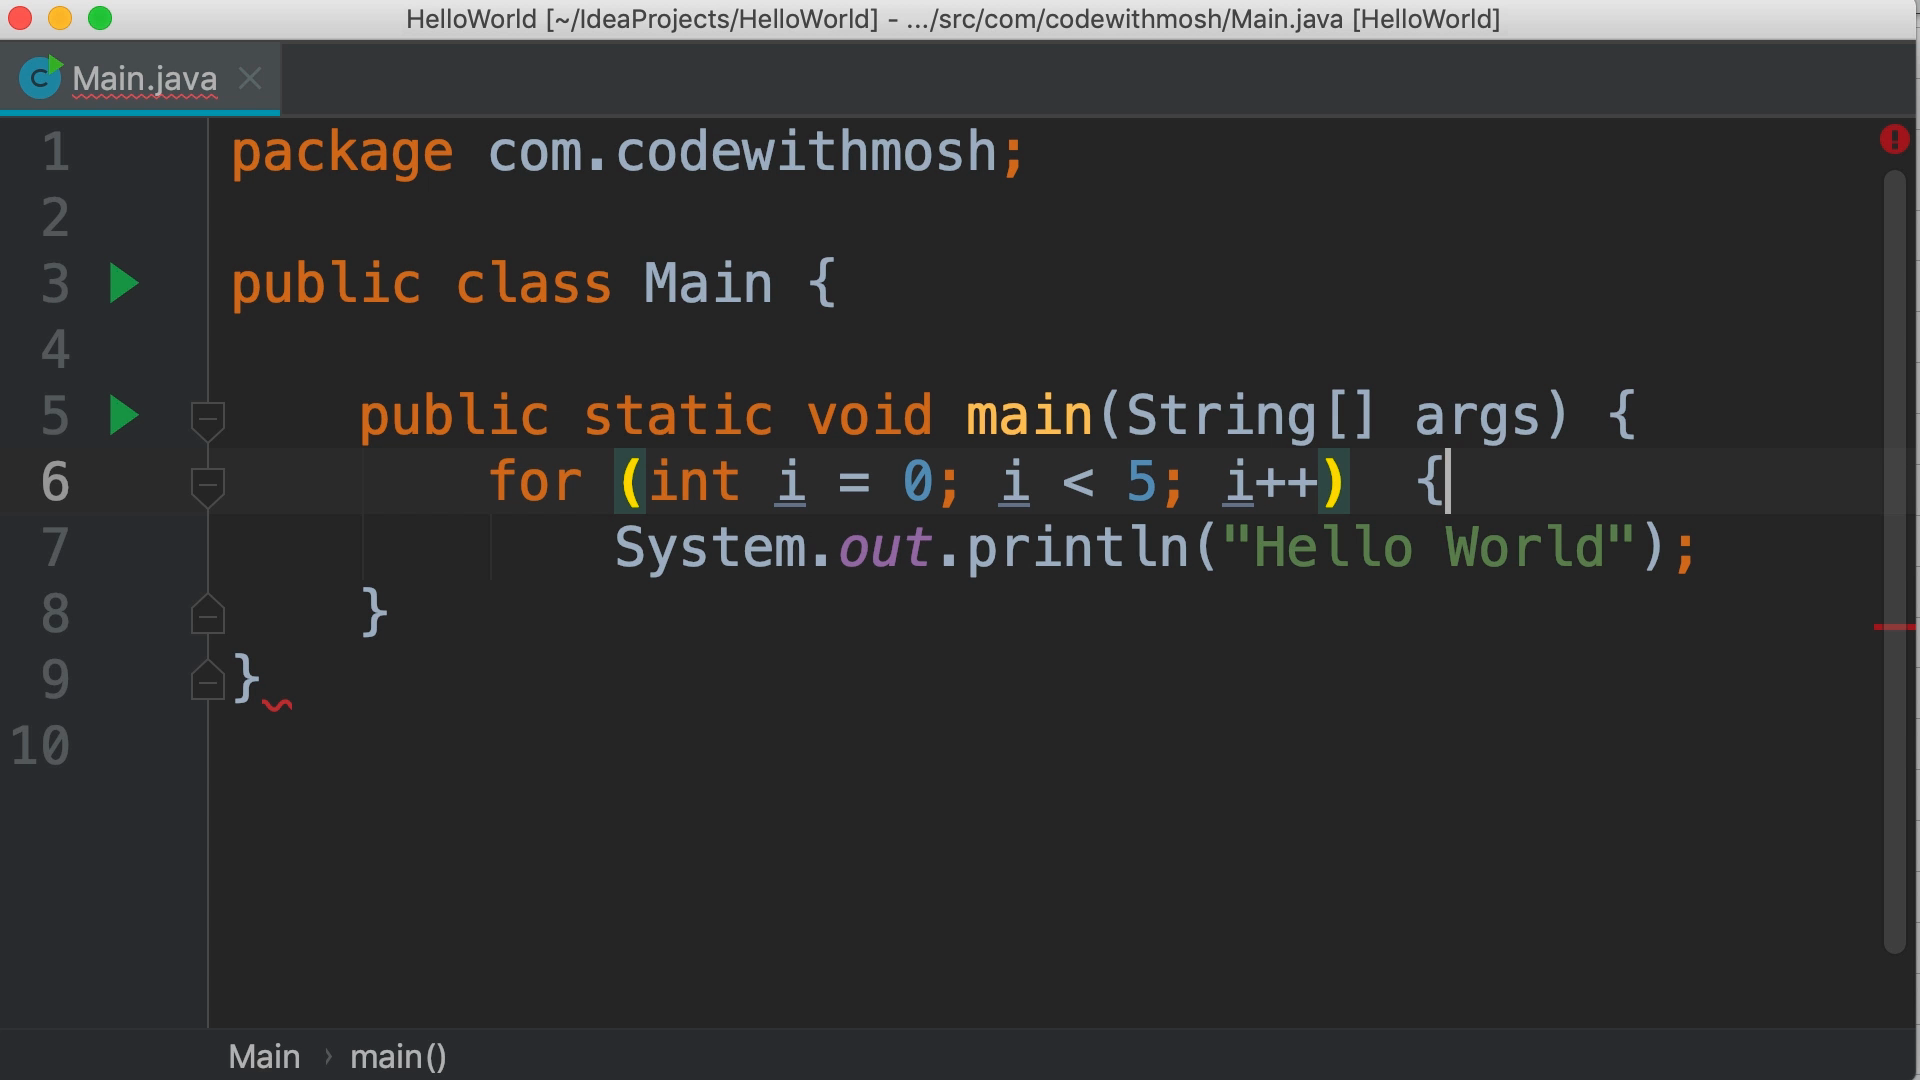 HelloWorld [~/IdeaProjects/HelloWorld] - .../src/com/codewithmosh/Main.java [HelloWorld]
C Main.java
1 package com.codewithmosh;
2
3 public class Main {
4
5     public static void main(String[] args) {
6         for (int i = 0; i < 5; i++)  {
7             System.out.println("Hello World");
8     }
9 }
10
Main › main()